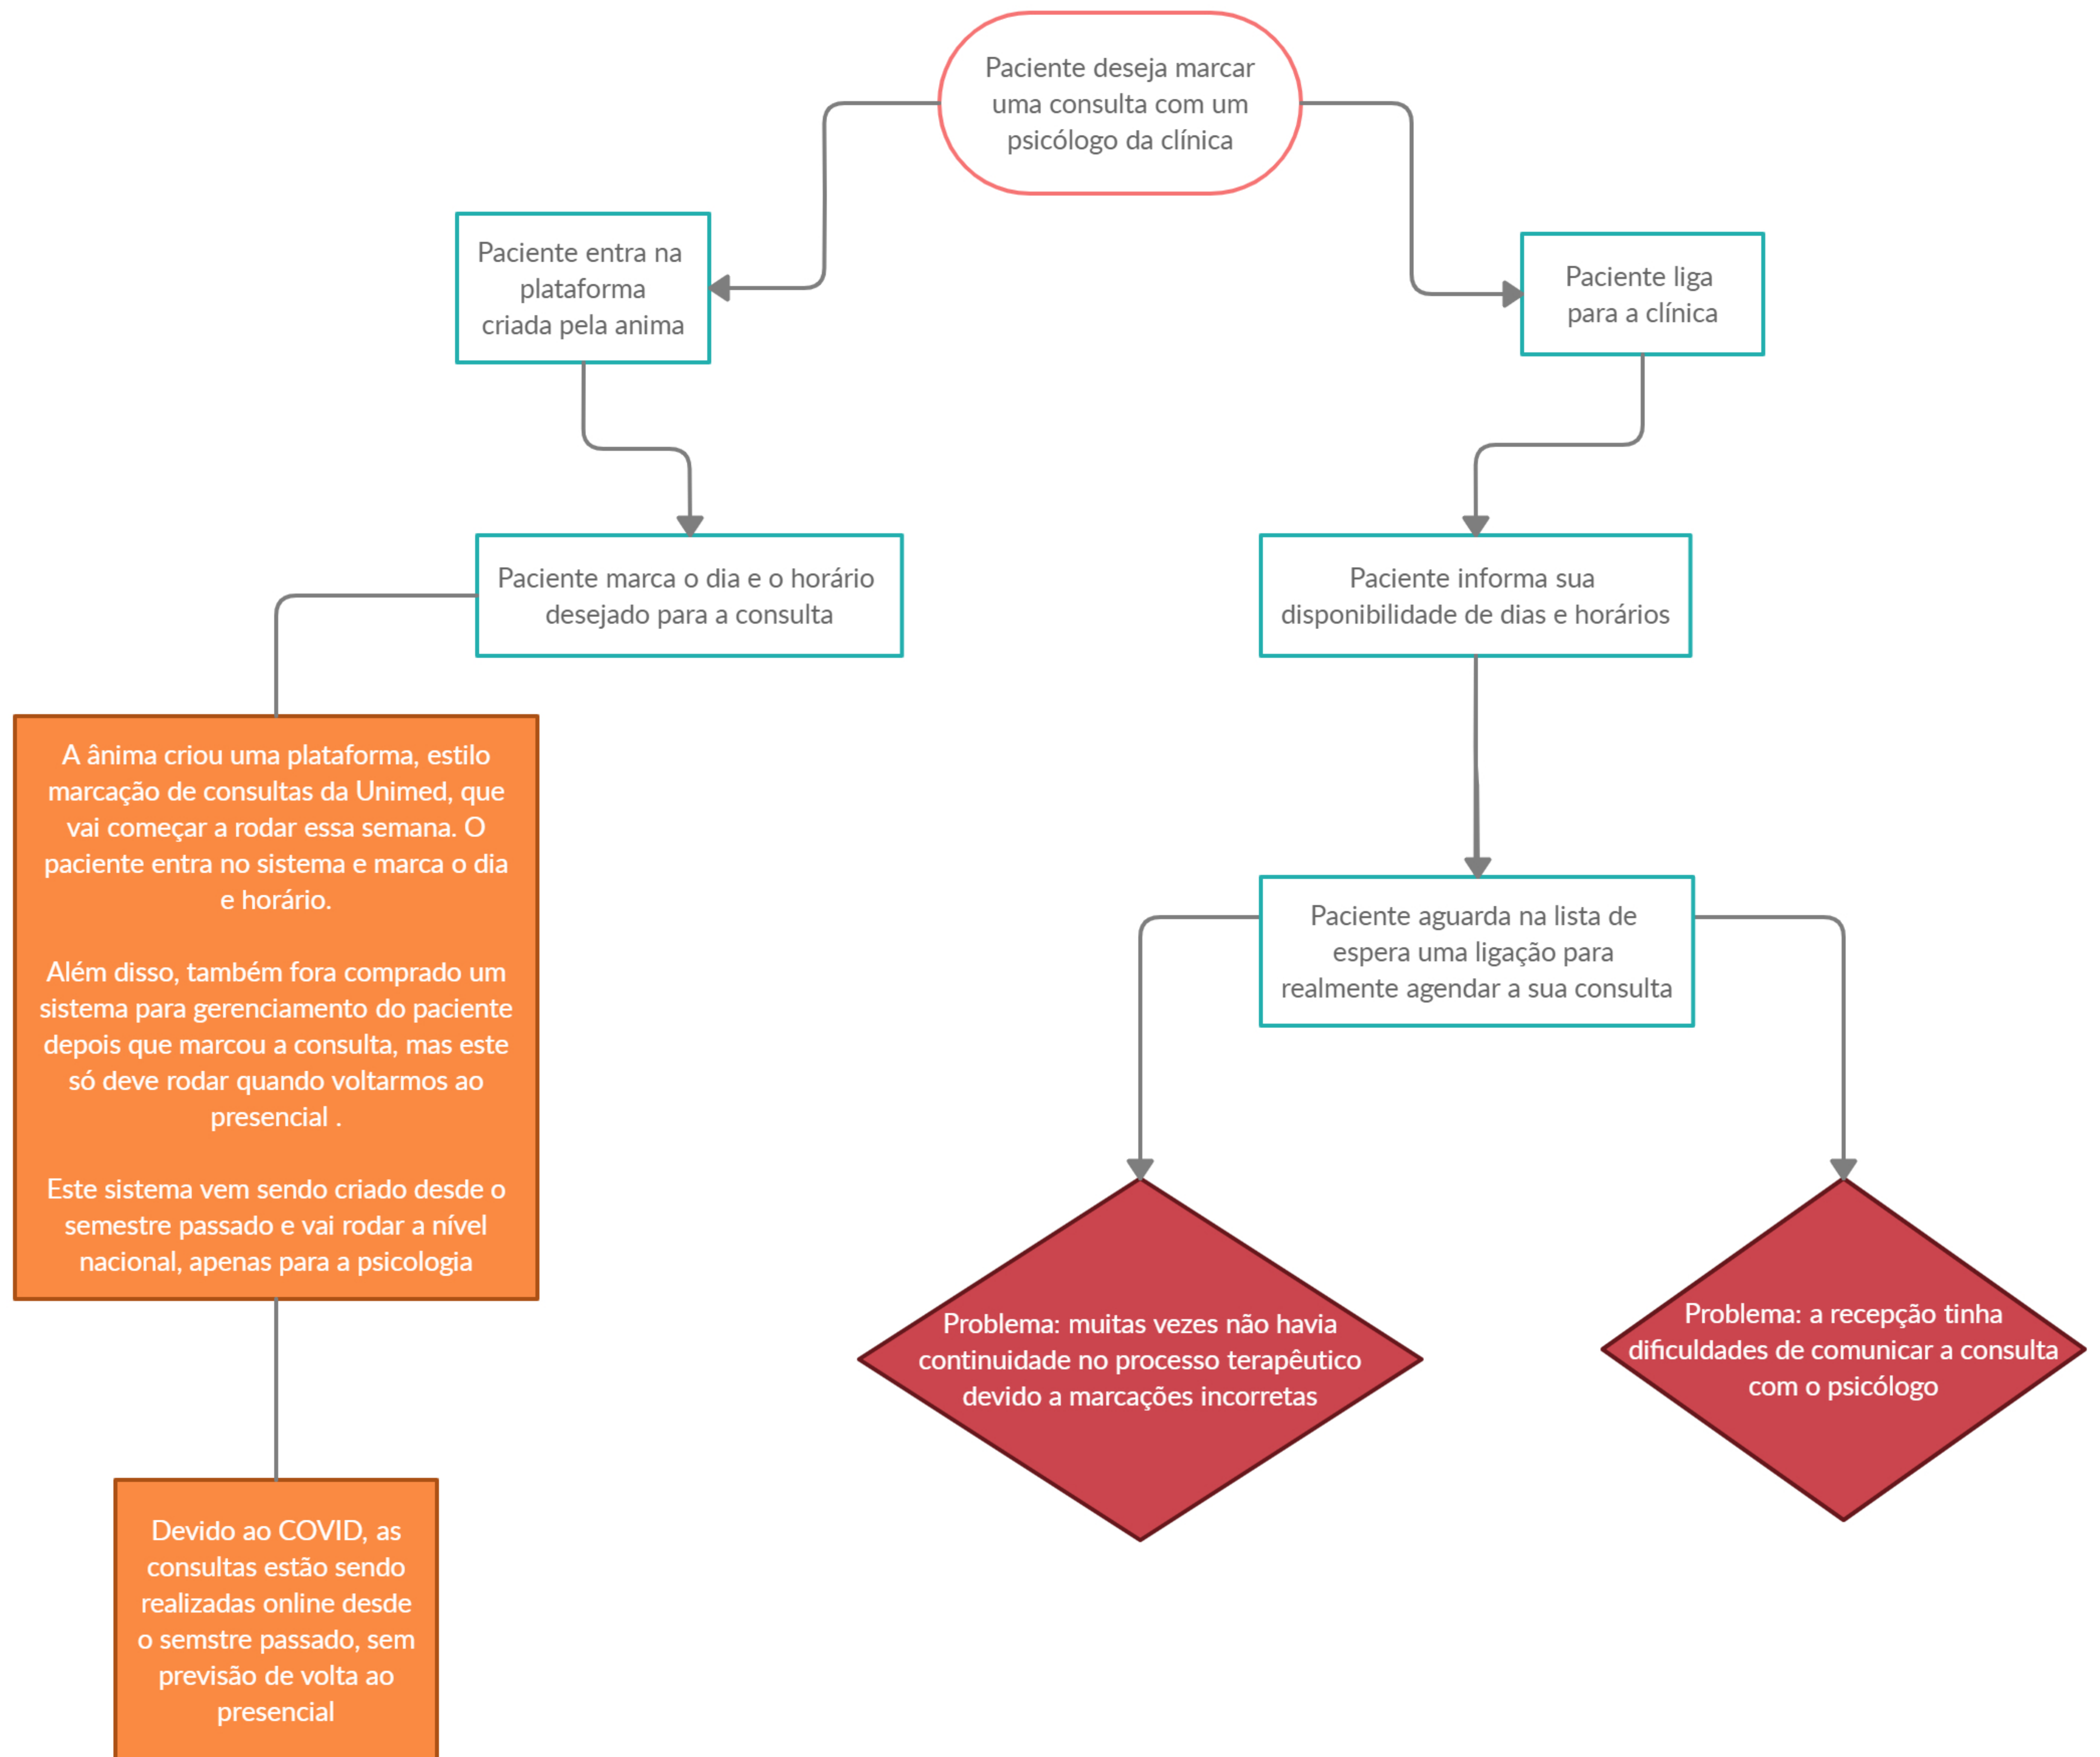 Paciente deseja marcar
uma consulta com um
psicólogo da clínica
Paciente entra na
plataforma
criada pela anima
Paciente liga
para a clínica
Paciente marca o dia e o horário
desejado para a consulta
Paciente informa sua
disponibilidade de dias e horários
A ânima criou uma plataforma, estilo
marcação de consultas da Unimed, que
vai começar a rodar essa semana. O
paciente entra no sistema e marca o dia
e horário.
Além disso, também fora comprado um
sistema para gerenciamento do paciente
depois que marcou a consulta, mas este
só deve rodar quando voltarmos ao
presencial .
Este sistema vem sendo criado desde o
semestre passado e vai rodar a nível
nacional, apenas para a psicologia
Paciente aguarda na lista de
espera uma ligação para
realmente agendar a sua consulta
Problema: muitas vezes não havia
continuidade no processo terapêutico
devido a marcações incorretas
Problema: a recepção tinha
dificuldades de comunicar a consulta
com o psicólogo
Devido ao COVID, as
consultas estão sendo
realizadas online desde
o semstre passado, sem
previsão de volta ao
presencial